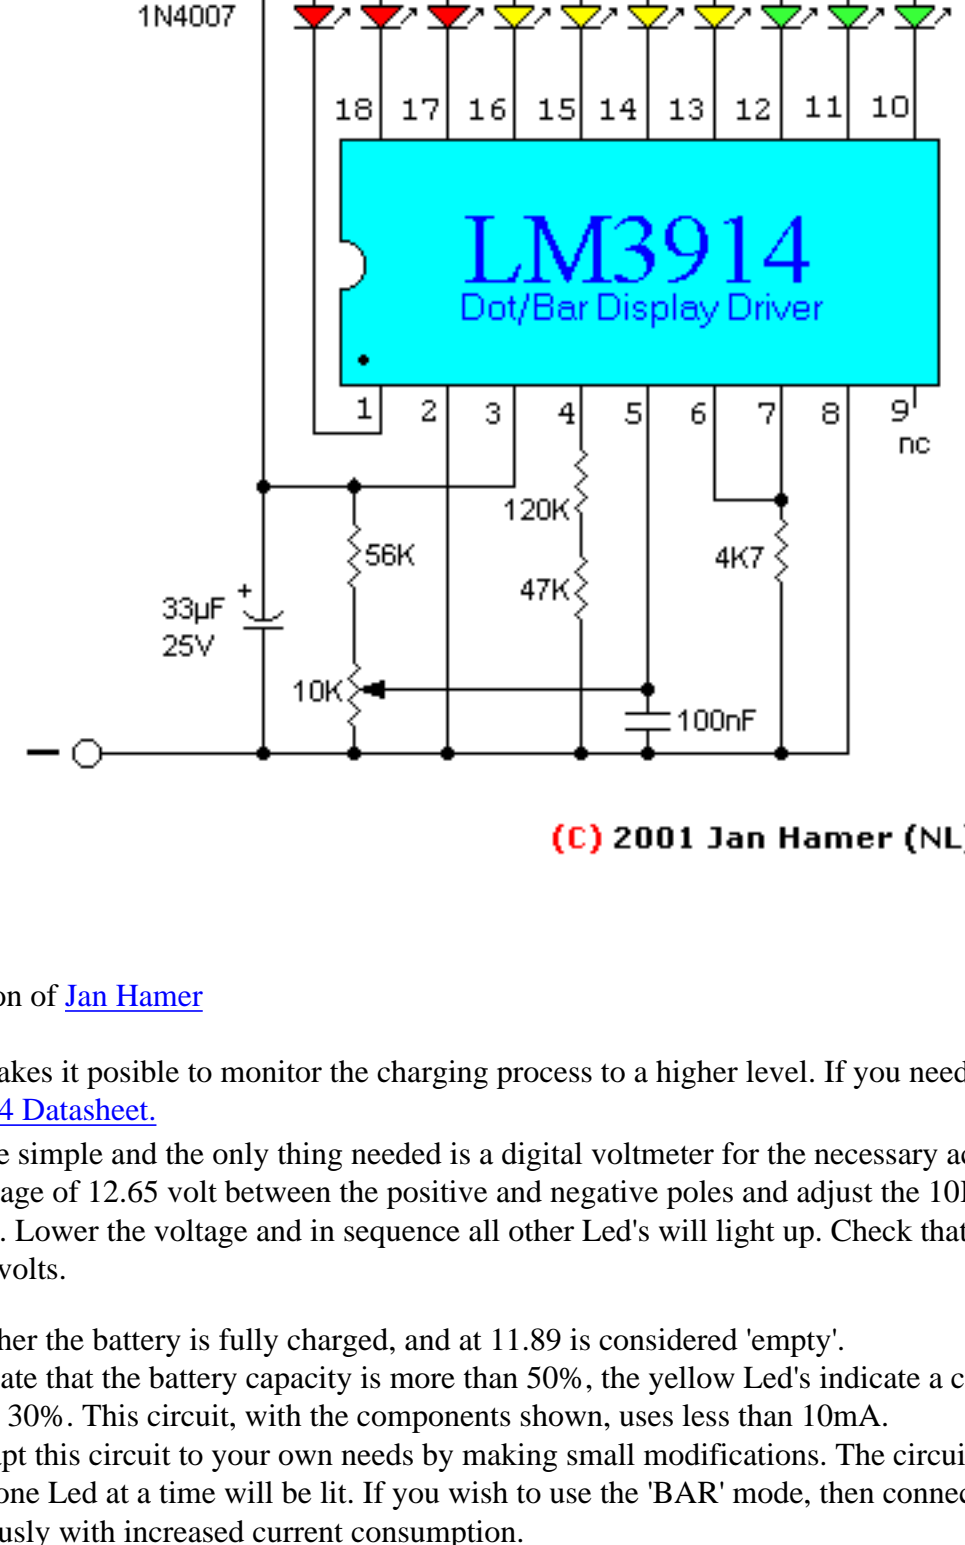 1N4007
18 17 16 15 14 13 12 11 10
LM3914
Dot/Bar Display Driver
1 2 3 4 5 6 7 8 9
nc
120K
56K
4K7
47K
+
33µF
25V
10K
100nF
(C) 2001 Jan Hamer (NL)
on of Jan Hamer
akes it posible to monitor the charging process to a higher level. If you need
4 Datasheet.
e simple and the only thing needed is a digital voltmeter for the necessary
age of 12.65 volt between the positive and negative poles and adjust the
. Lower the voltage and in sequence all other Led's will light up. Check that
volts.
her the battery is fully charged, and at 11.89 is considered 'empty'.
ate that the battery capacity is more than 50%, the yellow Led's indicate a
30%. This circuit, with the components shown, uses less than 10mA.
pt this circuit to your own needs by making small modifications. The
one Led at a time will be lit. If you wish to use the 'BAR' mode, then
usly with increased current consumption.